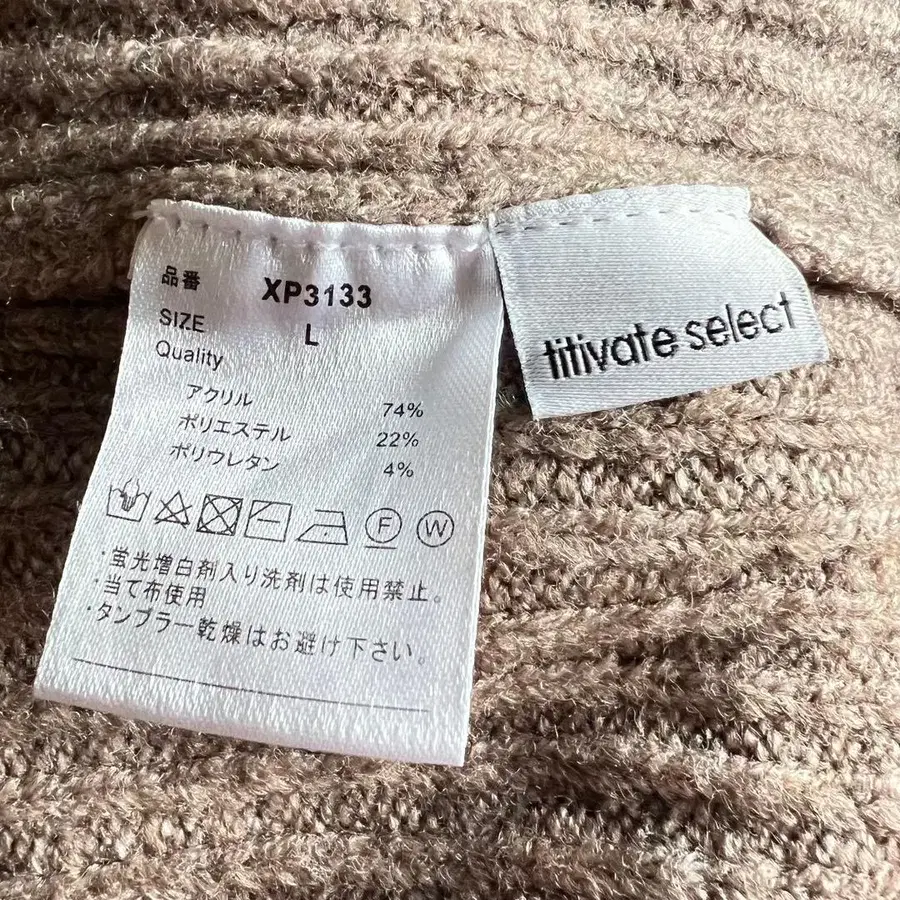 品番 XP3133
SIZE L
Quality
アクリル 74%
ポリエステル 22%
ポリウレタン 4%
F W
・蛍光増白剤入り洗剤は使用禁止。
・当て布使用
・タンブラー乾燥はお避け下さい。
titivate select